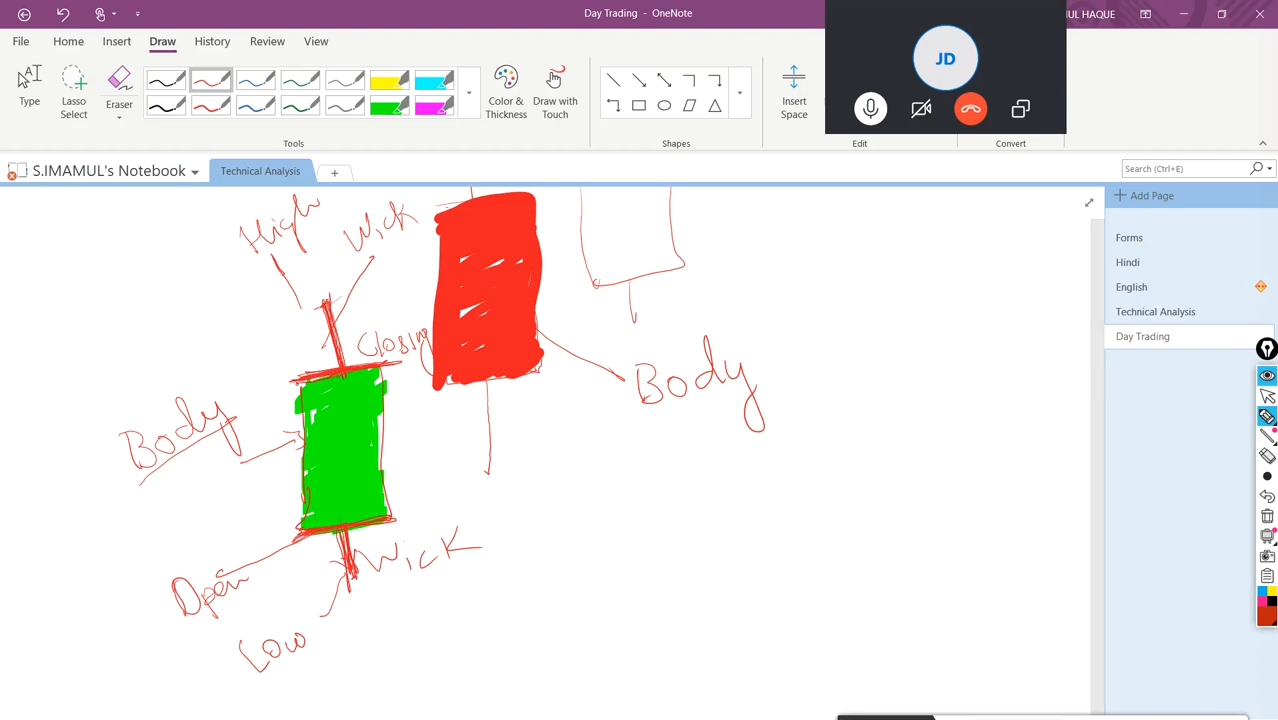 Day Trading - OneNote
UL HAQUE
JD
File
Home
Insert
Draw
History
Review
View
Type
Lasso
Select
Eraser
Color &
Thickness
Draw with
Touch
Insert
Space
Tools
Shapes
Edit
Convert
S.IMAMUL's Notebook
Technical Analysis
Search (Ctrl+E)
Add Page
Forms
Hindi
English
Technical Analysis
Day Trading
High
Wick
Closing
Body
Body
Wick
Open
Low